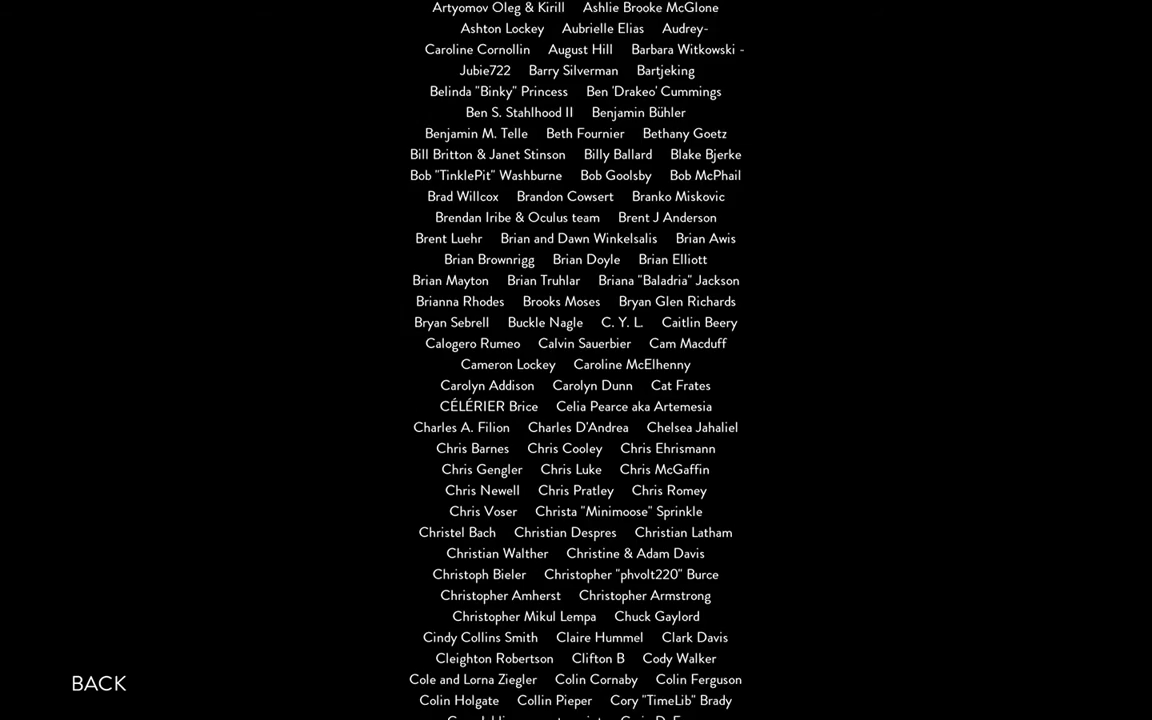 Artyomov Oleg & Kirill Ashlie Brooke McGlone
Ashton Lockey Aubrielle Elias Audrey-
Caroline Cornollin August Hill Barbara Witkowski -
Jubie722 Barry Silverman Bartjeking
Belinda "Binky" Princess Ben 'Drakeo' Cummings
Ben S. Stahlhood II Benjamin Bühler
Benjamin M. Telle Beth Fournier Bethany Goetz
Bill Britton & Janet Stinson Billy Ballard Blake Bjerke
Bob "TinklePit" Washburne Bob Goolsby Bob McPhail
Brad Willcox Brandon Cowsert Branko Miskovic
Brendan Iribe & Oculus team Brent J Anderson
Brent Luehr Brian and Dawn Winkelsalis Brian Awis
Brian Brownrigg Brian Doyle Brian Elliott
Brian Mayton Brian Truhlar Briana "Baladria" Jackson
Brianna Rhodes Brooks Moses Bryan Glen Richards
Bryan Sebrell Buckle Nagle C. Y. L. Caitlin Beery
Calogero Rumeo Calvin Sauerbier Cam Macduff
Cameron Lockey Caroline McElhenny
Carolyn Addison Carolyn Dunn Cat Frates
CÉLÉRIER Brice Celia Pearce aka Artemesia
Charles A. Filion Charles D'Andrea Chelsea Jahaliel
Chris Barnes Chris Cooley Chris Ehrismann
Chris Gengler Chris Luke Chris McGaffin
Chris Newell Chris Pratley Chris Romey
Chris Voser Christa "Minimoose" Sprinkle
Christel Bach Christian Despres Christian Latham
Christian Walther Christine & Adam Davis
Christoph Bieler Christopher "phvolt220" Burce
Christopher Amherst Christopher Armstrong
Christopher Mikul Lempa Chuck Gaylord
Cindy Collins Smith Claire Hummel Clark Davis
Cleighton Robertson Clifton B Cody Walker
Cole and Lorna Ziegler Colin Cornaby Colin Ferguson
Colin Holgate Collin Pieper Cory "TimeLib" Brady
BACK